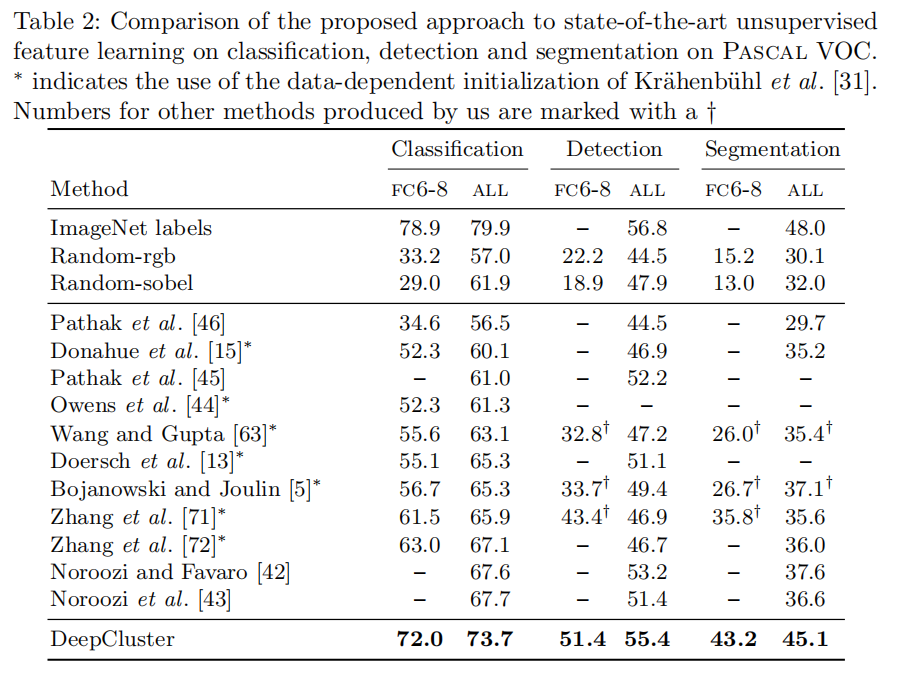 Table 2: Comparison of the proposed approach to state-of-the-art unsupervised
feature learning on classification, detection and segmentation on PASCAL VOC.
* indicates the use of the data-dependent initialization of Krähenbühl et al. [31].
Numbers for other methods produced by us are marked with a †
Classification Detection Segmentation
Method FC6-8 ALL FC6-8 ALL FC6-8 ALL
ImageNet labels 78.9 79.9 – 56.8 – 48.0
Random-rgb 33.2 57.0 22.2 44.5 15.2 30.1
Random-sobel 29.0 61.9 18.9 47.9 13.0 32.0
Pathak et al. [46] 34.6 56.5 – 44.5 – 29.7
Donahue et al. [15]* 52.3 60.1 – 46.9 – 35.2
Pathak et al. [45] – 61.0 – 52.2 – –
Owens et al. [44]* 52.3 61.3 – – – –
Wang and Gupta [63]* 55.6 63.1 32.8† 47.2 26.0† 35.4†
Doersch et al. [13]* 55.1 65.3 – 51.1 – –
Bojanowski and Joulin [5]* 56.7 65.3 33.7† 49.4 26.7† 37.1†
Zhang et al. [71]* 61.5 65.9 43.4† 46.9 35.8† 35.6
Zhang et al. [72]* 63.0 67.1 – 46.7 – 36.0
Noroozi and Favaro [42] – 67.6 – 53.2 – 37.6
Noroozi et al. [43] – 67.7 – 51.4 – 36.6
DeepCluster 72.0 73.7 51.4 55.4 43.2 45.1